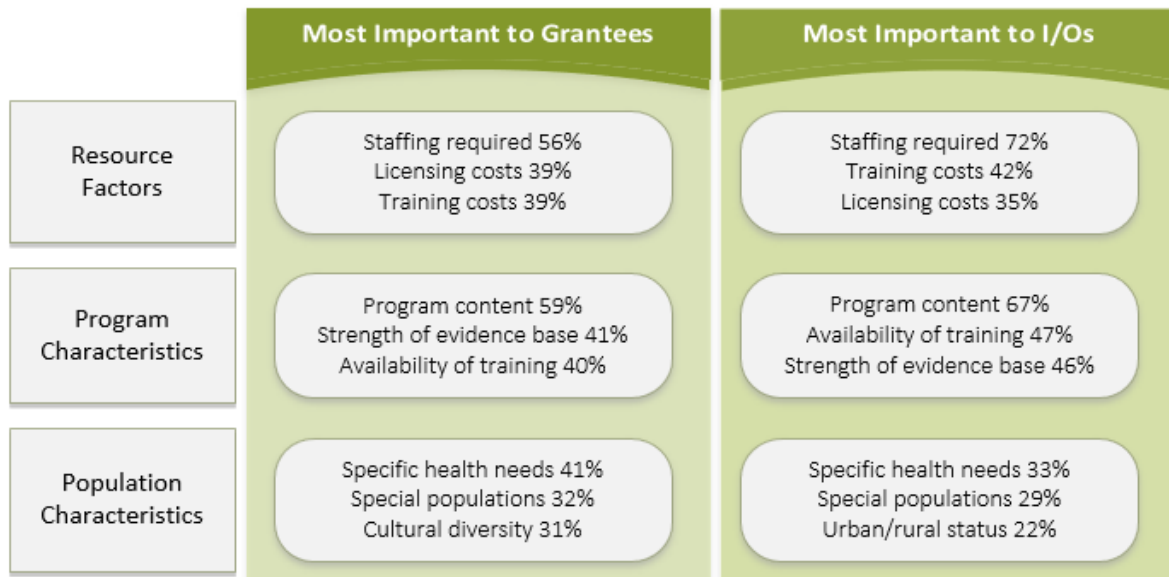 Most Important to Grantees
Most Important to I/Os
Resource
Factors
Staffing required 56%
Licensing costs 39%
Training costs 39%
Staffing required 72%
Training costs 42%
Licensing costs 35%
Program
Characteristics
Program content 59%
Strength of evidence base 41%
Availability of training 40%
Program content 67%
Availability of training 47%
Strength of evidence base 46%
Population
Characteristics
Specific health needs 41%
Special populations 32%
Cultural diversity 31%
Specific health needs 33%
Special populations 29%
Urban/rural status 22%